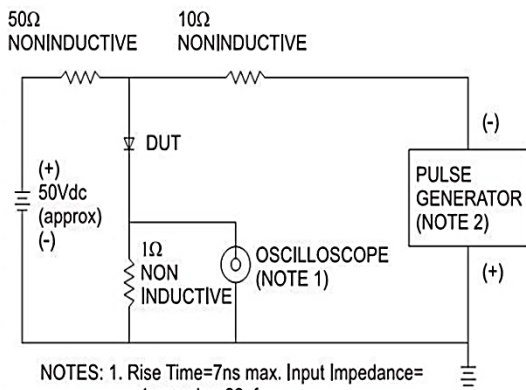 50Ω
NONINDUCTIVE
10Ω
NONINDUCTIVE
DUT
(+)
50Vdc
(approx)
(-)
1Ω
NON
INDUCTIVE
OSCILLOSCOPE
(NOTE 1)
(-)
PULSE
GENERATOR
(NOTE 2)
(+)
NOTES: 1. Rise Time=7ns max. Input Impedance=